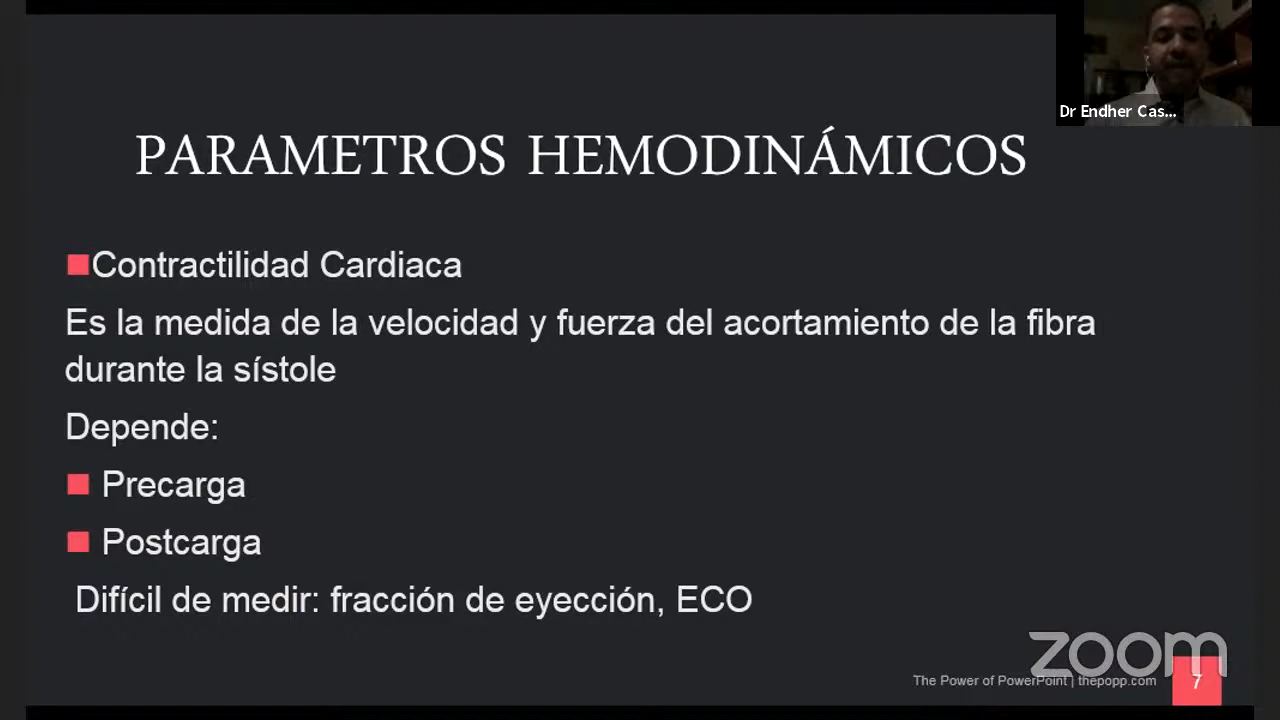 Dr Endher Cas...
PARAMETROS HEMODINÁMICOS
Contractilidad Cardiaca
Es la medida de la velocidad y fuerza del acortamiento de la fibra
durante la sístole
Depende:
Precarga
Postcarga
Difícil de medir: fracción de eyección, ECO
zoom
The Power of PowerPoint | thepopp.com
7